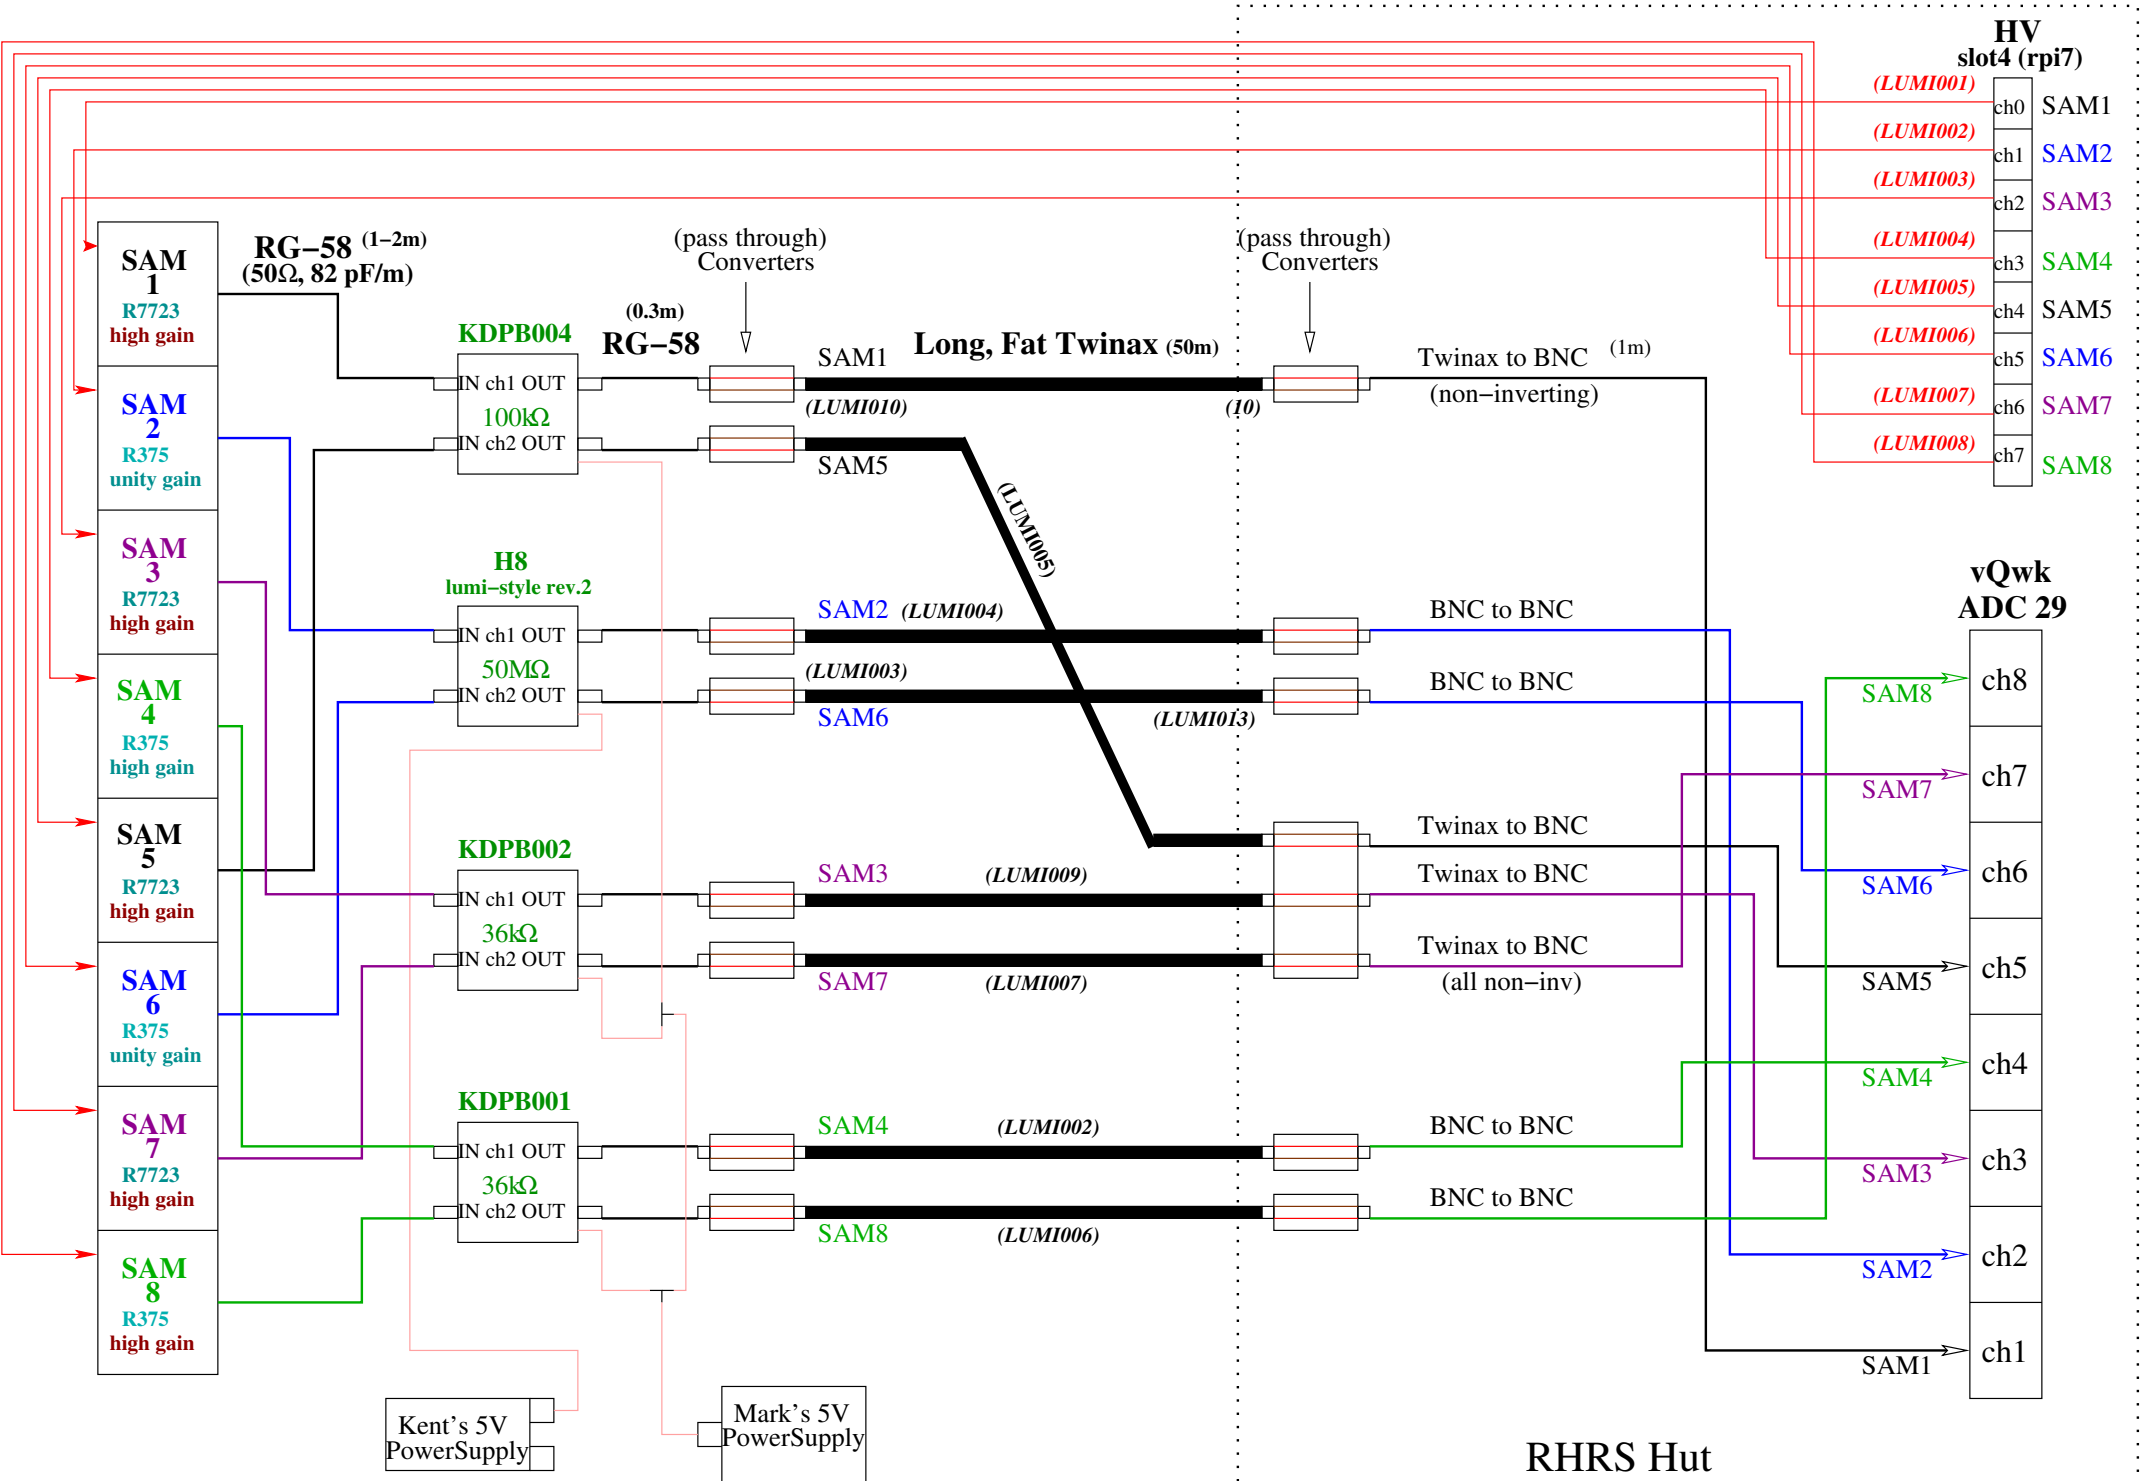 HV
slot4 (rpi7)
(LUMI001)
ch0 SAM1
(LUMI002)
ch1 SAM2
(LUMI003)
ch2 SAM3
(LUMI004)
ch3 SAM4
(LUMI005)
ch4 SAM5
(LUMI006)
ch5 SAM6
(LUMI007)
ch6 SAM7
(LUMI008)
ch7 SAM8
SAM
1
R7723
high gain
SAM
2
R375
unity gain
SAM
3
R7723
high gain
SAM
4
R375
high gain
SAM
5
R7723
high gain
SAM
6
R375
unity gain
SAM
7
R7723
high gain
SAM
8
R375
high gain
RG−58 (1−2m)
(50Ω, 82 pF/m)
KDPB004
IN ch1 OUT
100kΩ
IN ch2 OUT
H8
lumi−style rev.2
IN ch1 OUT
50MΩ
IN ch2 OUT
KDPB002
IN ch1 OUT
36kΩ
IN ch2 OUT
KDPB001
IN ch1 OUT
36kΩ
IN ch2 OUT
(0.3m)
RG−58
(pass through)
Converters
Long, Fat Twinax (50m)
(pass through)
Converters
SAM1
(LUMI010)
(10)
SAM5
(LUMI005)
SAM2 (LUMI004)
(LUMI003)
SAM6
(LUMI013)
SAM3 (LUMI009)
SAM7 (LUMI007)
SAM4 (LUMI002)
SAM8 (LUMI006)
Twinax to BNC (1m)
(non−inverting)
BNC to BNC
BNC to BNC
Twinax to BNC
Twinax to BNC
Twinax to BNC
(all non−inv)
BNC to BNC
BNC to BNC
vQwk
ADC 29
SAM8 ch8
SAM7 ch7
SAM6 ch6
SAM5 ch5
SAM4 ch4
SAM3 ch3
SAM2 ch2
SAM1 ch1
Kent's 5V
PowerSupply
Mark's 5V
PowerSupply
RHRS Hut